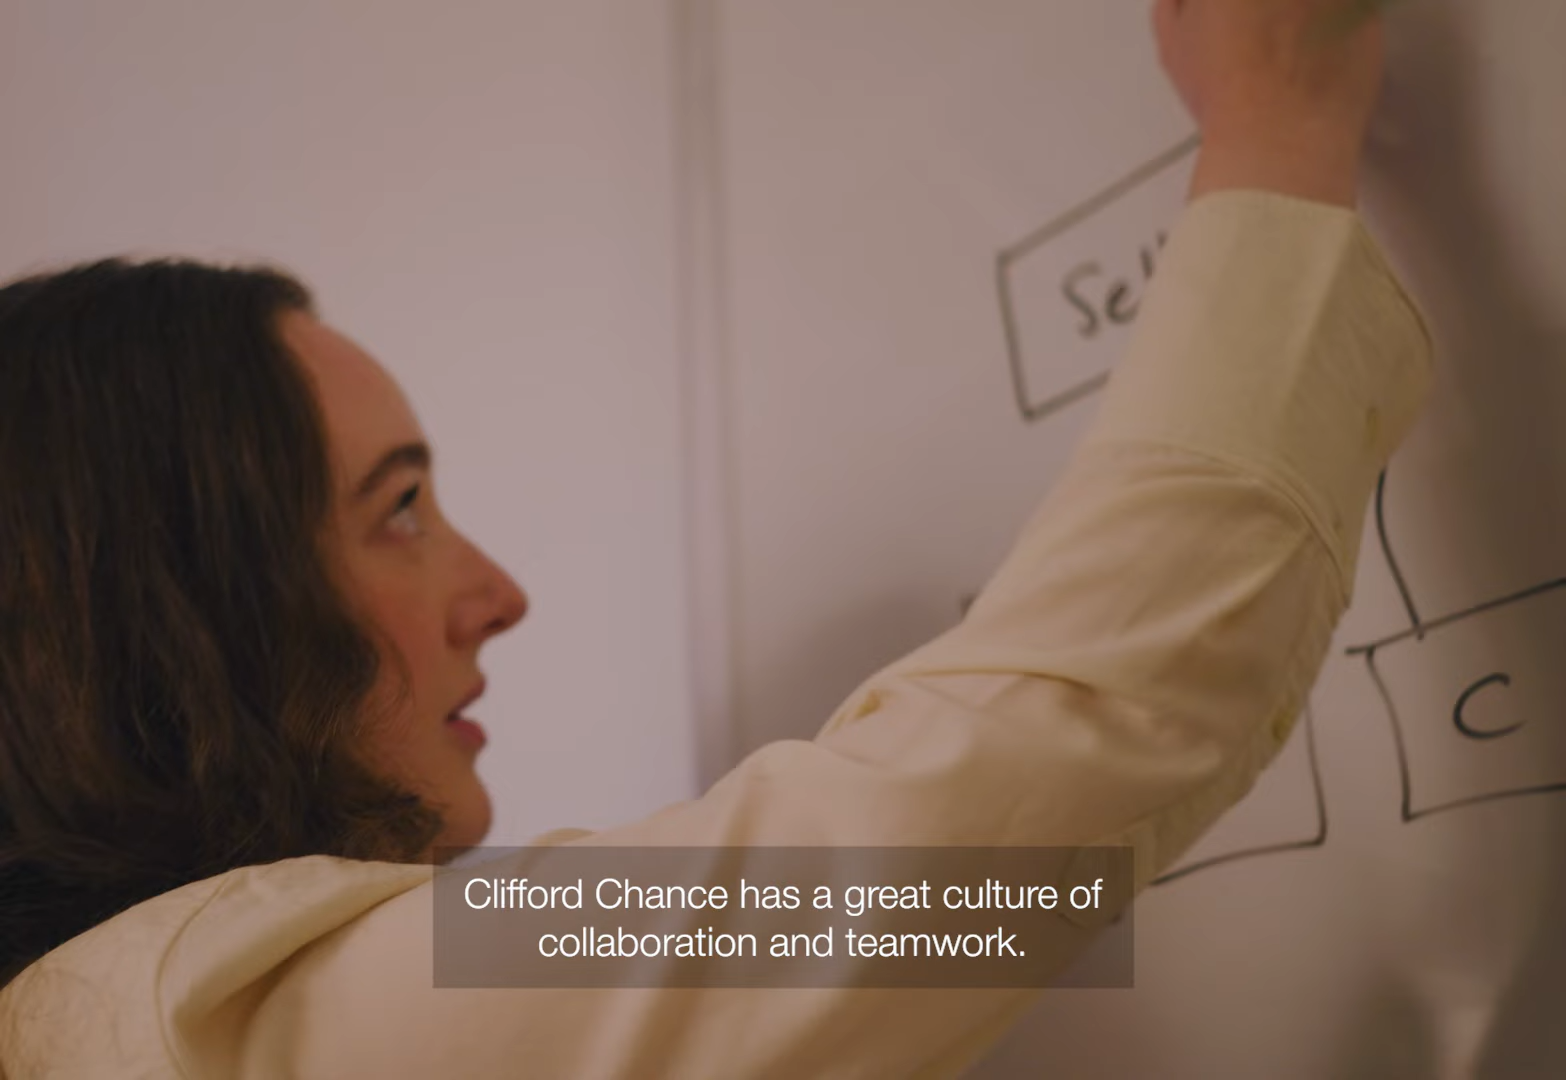 C
Clifford Chance has a great culture of
collaboration and teamwork.